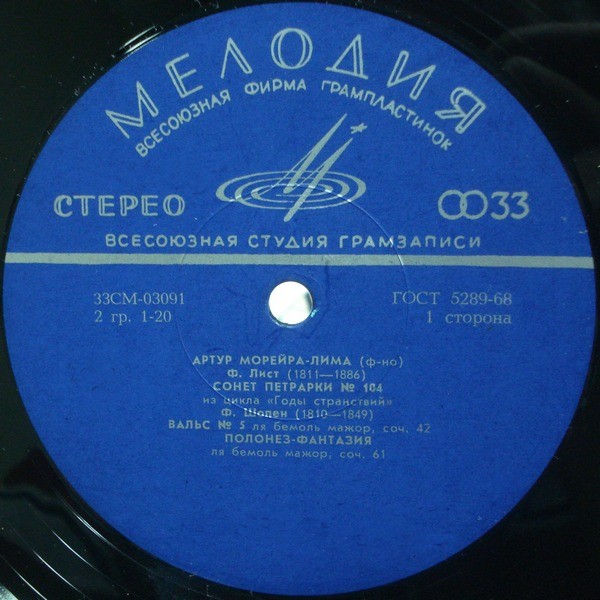 МЕЛОДИЯ
ВСЕСОЮЗНАЯ ФИРМА ГРАМПЛАСТИНОК
СТЕРЕО
33
ВСЕСОЮЗНАЯ СТУДИЯ ГРАМЗАПИСИ
33СМ-03091
ГОСТ 5289-68
2 гр. 1-20
1 сторона
АРТУР МОРЕЙРА-ЛИМА (ф-но)
Ф. Лист (1811—1886)
СОНЕТ ПЕТРАРКИ № 104
из цикла «Годы странствий»
Ф. Шопен (1810—1849)
ВАЛЬС № 5 ля бемоль мажор, соч. 42
ПОЛОНЕЗ-ФАНТАЗИЯ
ля бемоль мажор, соч. 61